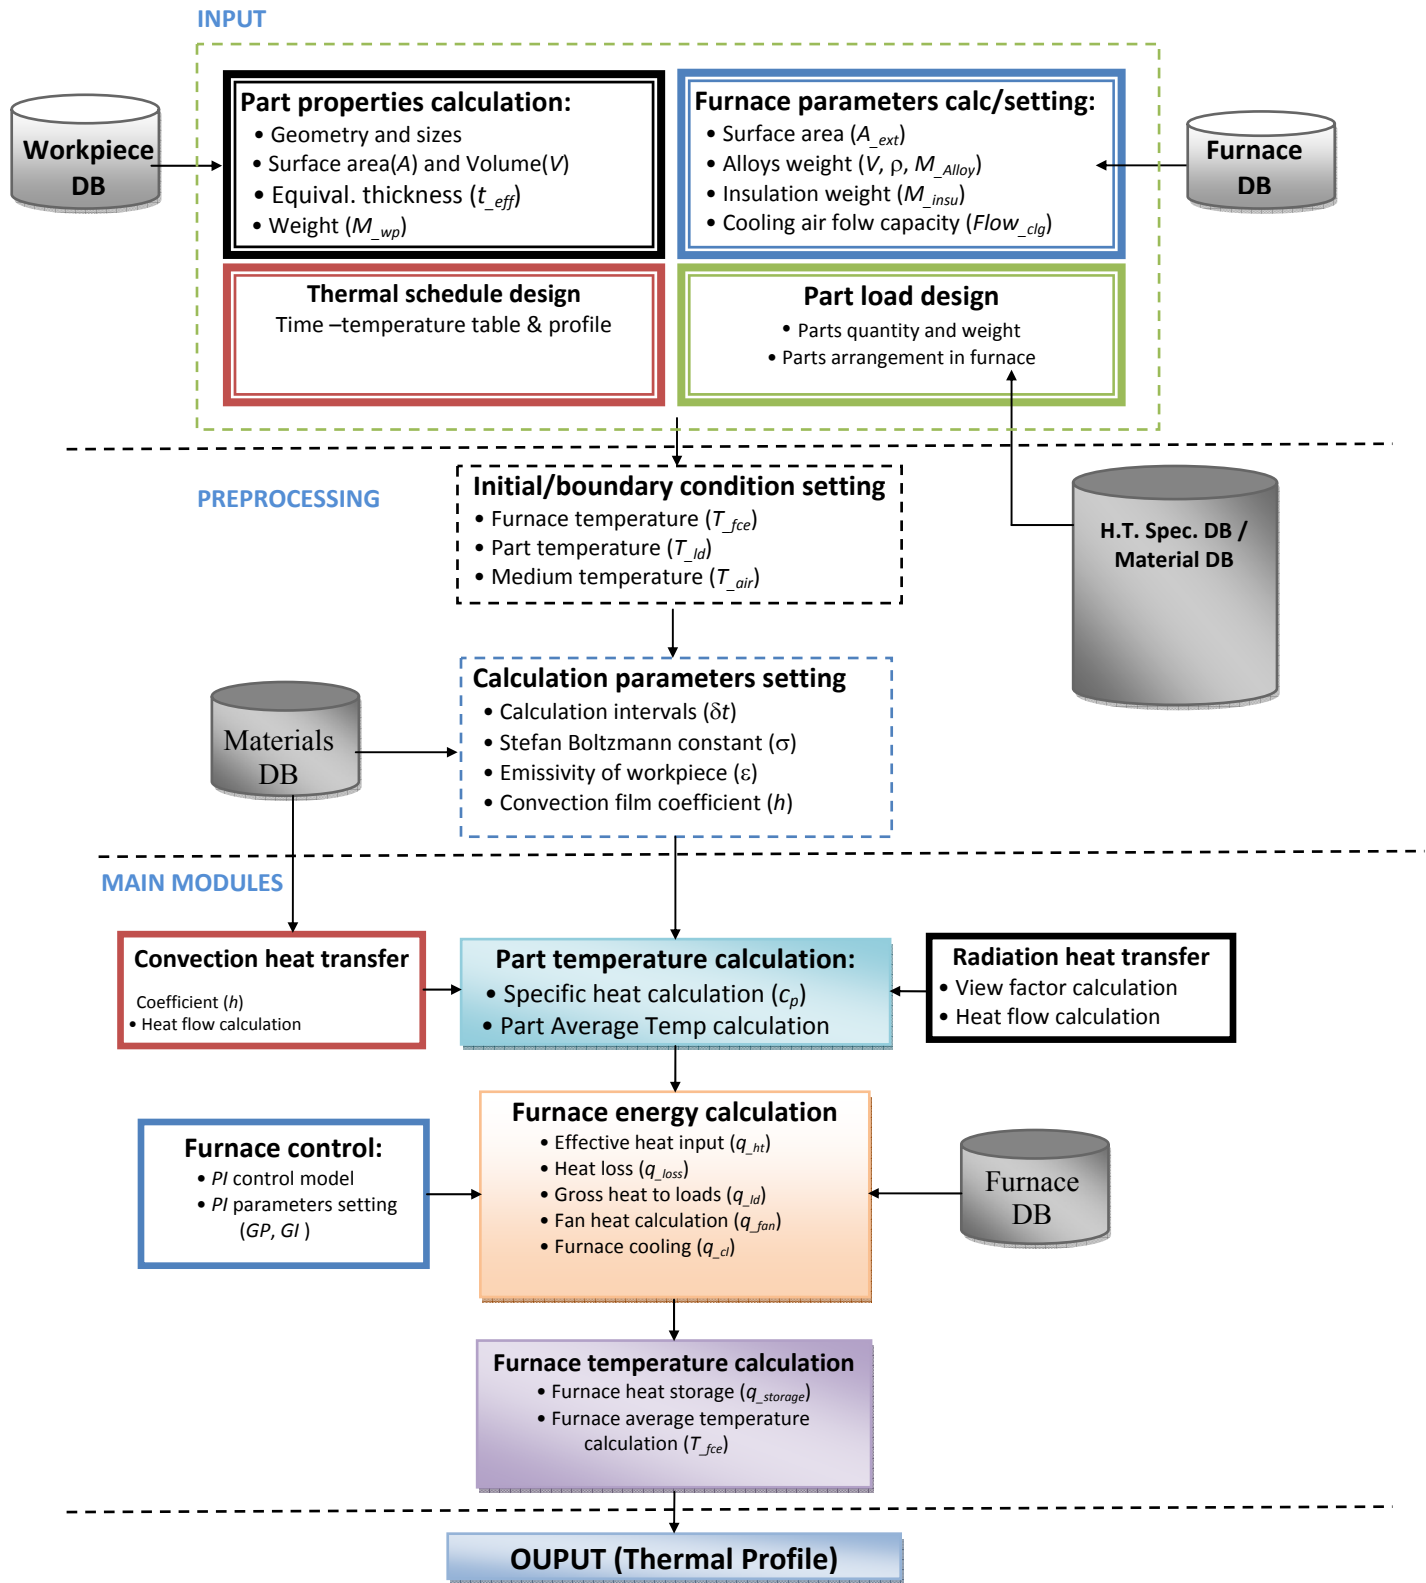 INPUT
Workpiece
DB
Part properties calculation:
• Geometry and sizes
• Surface area(A) and Volume(V)
• Equival. thickness (t_eff)
• Weight (M_wp)
Furnace parameters calc/setting:
• Surface area (A_ext)
• Alloys weight (V, ρ, M_Alloy)
• Insulation weight (M_insu)
• Cooling air folw capacity (Flow_clg)
Furnace
DB
Thermal schedule design
Time –temperature table & profile
Part load design
• Parts quantity and weight
• Parts arrangement in furnace
PREPROCESSING
Initial/boundary condition setting
• Furnace temperature (T_fce)
• Part temperature (T_ld)
• Medium temperature (T_air)
H.T. Spec. DB /
Material DB
Materials
DB
Calculation parameters setting
• Calculation intervals (δt)
• Stefan Boltzmann constant (σ)
• Emissivity of workpiece (ε)
• Convection film coefficient (h)
MAIN MODULES
Convection heat transfer
Coefficient (h)
• Heat flow calculation
Part temperature calculation:
• Specific heat calculation (c_p)
• Part Average Temp calculation
Radiation heat transfer
• View factor calculation
• Heat flow calculation
Furnace control:
• PI control model
• PI parameters setting
(GP, GI )
Furnace energy calculation
• Effective heat input (q_ht)
• Heat loss (q_loss)
• Gross heat to loads (q_ld)
• Fan heat calculation (q_fan)
• Furnace cooling (q_cl)
Furnace
DB
Furnace temperature calculation
• Furnace heat storage (q_storage)
• Furnace average temperature
calculation (T_fce)
OUPUT (Thermal Profile)